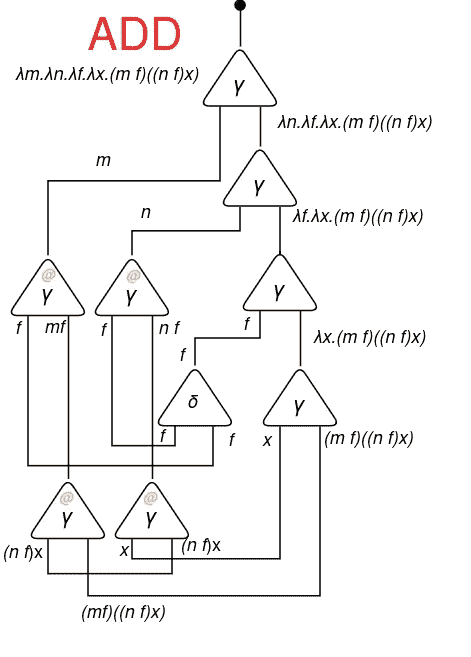 ADD
λm.λn.λf.λx.(m f)((n f)x)
γ
λn.λf.λx.(m f)((n f)x)
m
γ
n
λf.λx.(m f)((n f)x)
@
γ
@
γ
γ
f
mf
f
n f
f
λx.(m f)((n f)x)
f
δ
γ
f
f
x
(m f)((n f)x)
@
γ
@
γ
(n f)x
x
(n f)x
(mf)((n f)x)